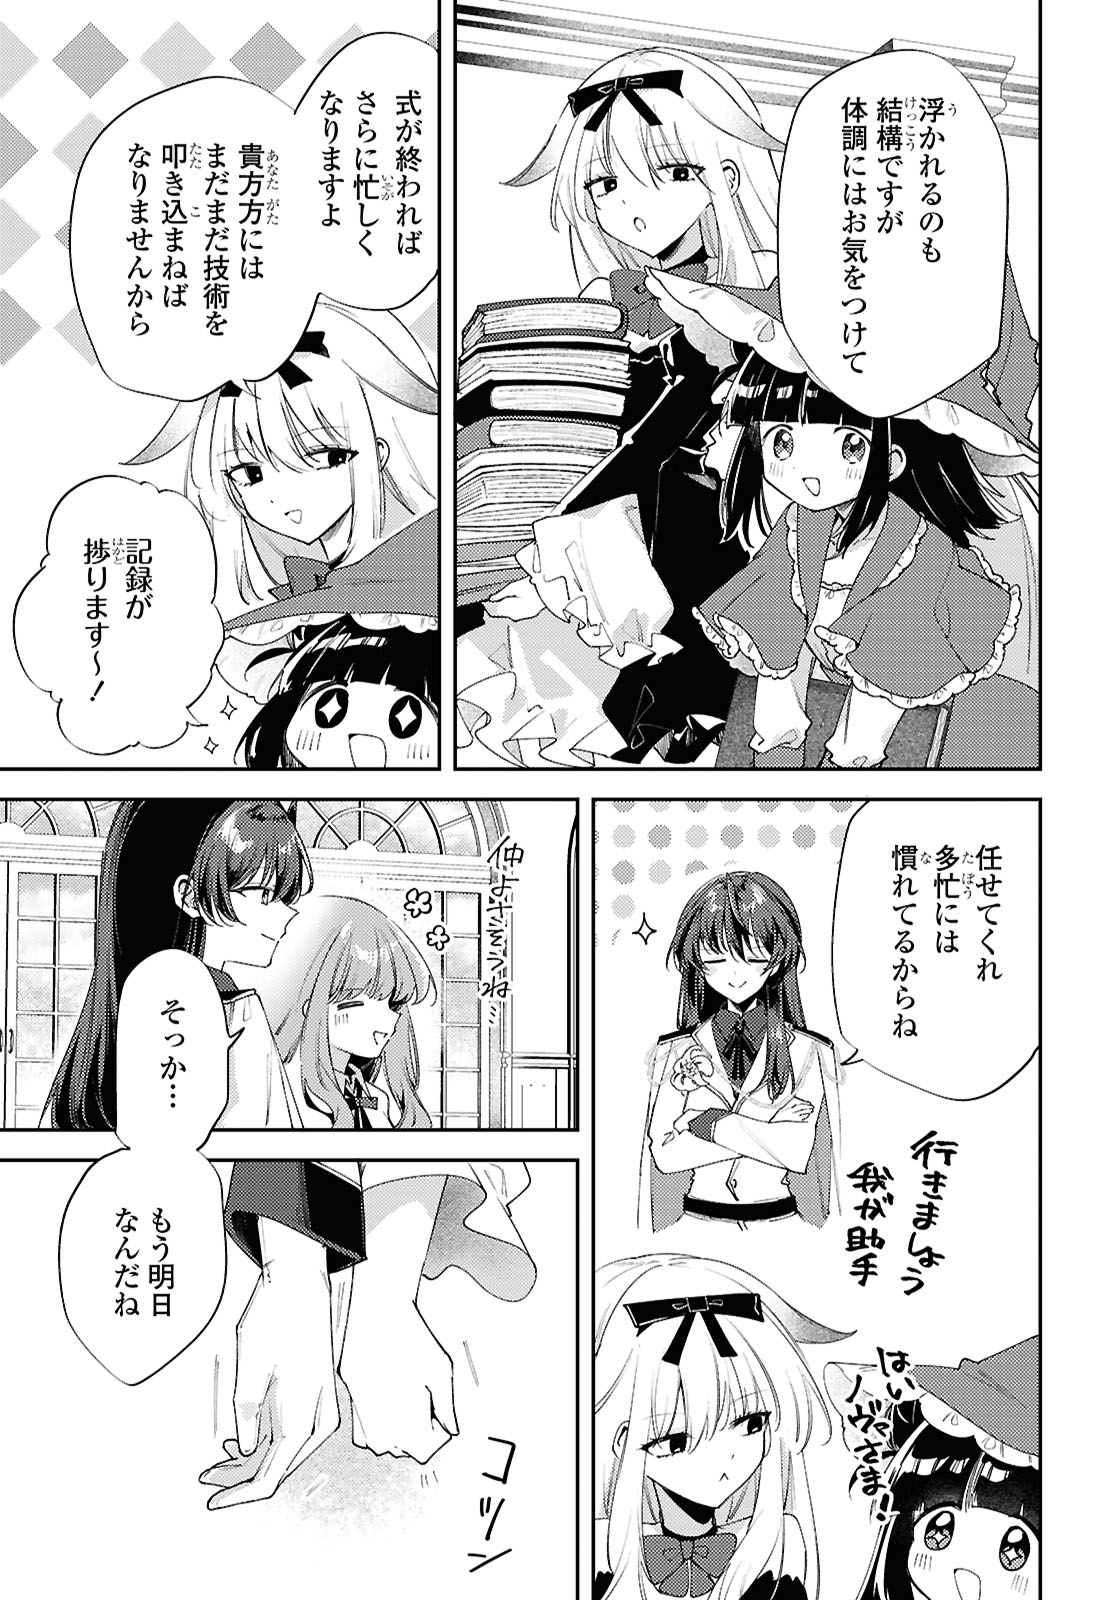 浮かれるのも
結構ですが
体調にはお気をつけて
式が終われば
さらに忙しく
なりますよ
貴方方には
まだまだ技術を
叩き込まねば
なりませんから
記録が
捗ります～!
任せてくれ
多忙には
慣れてるからね
行きましょう
我が助手
はい
ノヴァさま!
仲よさそうね…
そっか…
もう明日
なんだね
コツン